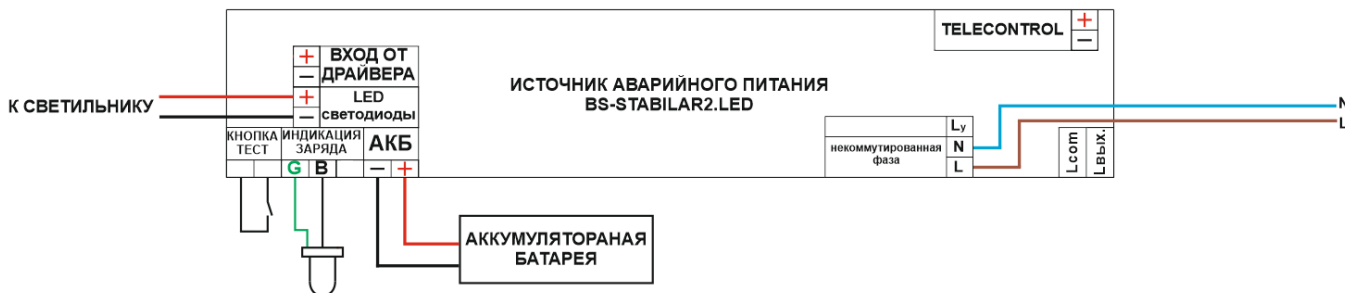 TELECONTROL
+
−
+
−
ВХОД ОТ
ДРАЙВЕРА
К СВЕТИЛЬНИКУ
+
−
LED
светодиоды
ИСТОЧНИК АВАРИЙНОГО ПИТАНИЯ
BS-STABILAR2.LED
КНОПКА
ТЕСТ
ИНДИКАЦИЯ
ЗАРЯДА
АКБ
G
B
−
+
некоммутированная
фаза
Lу
N
L
Lcom
Lвых.
N
L
АККУМУЛЯТОРАНАЯ
БАТАРЕЯ